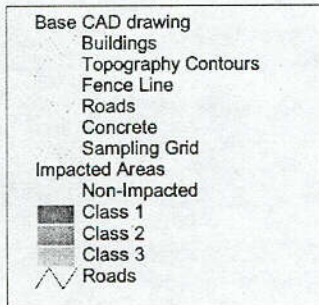 Base CAD drawing
Buildings
Topography Contours
Fence Line
Roads
Concrete
Sampling Grid
Impacted Areas
Non-Impacted
Class 1
Class 2
Class 3
Roads